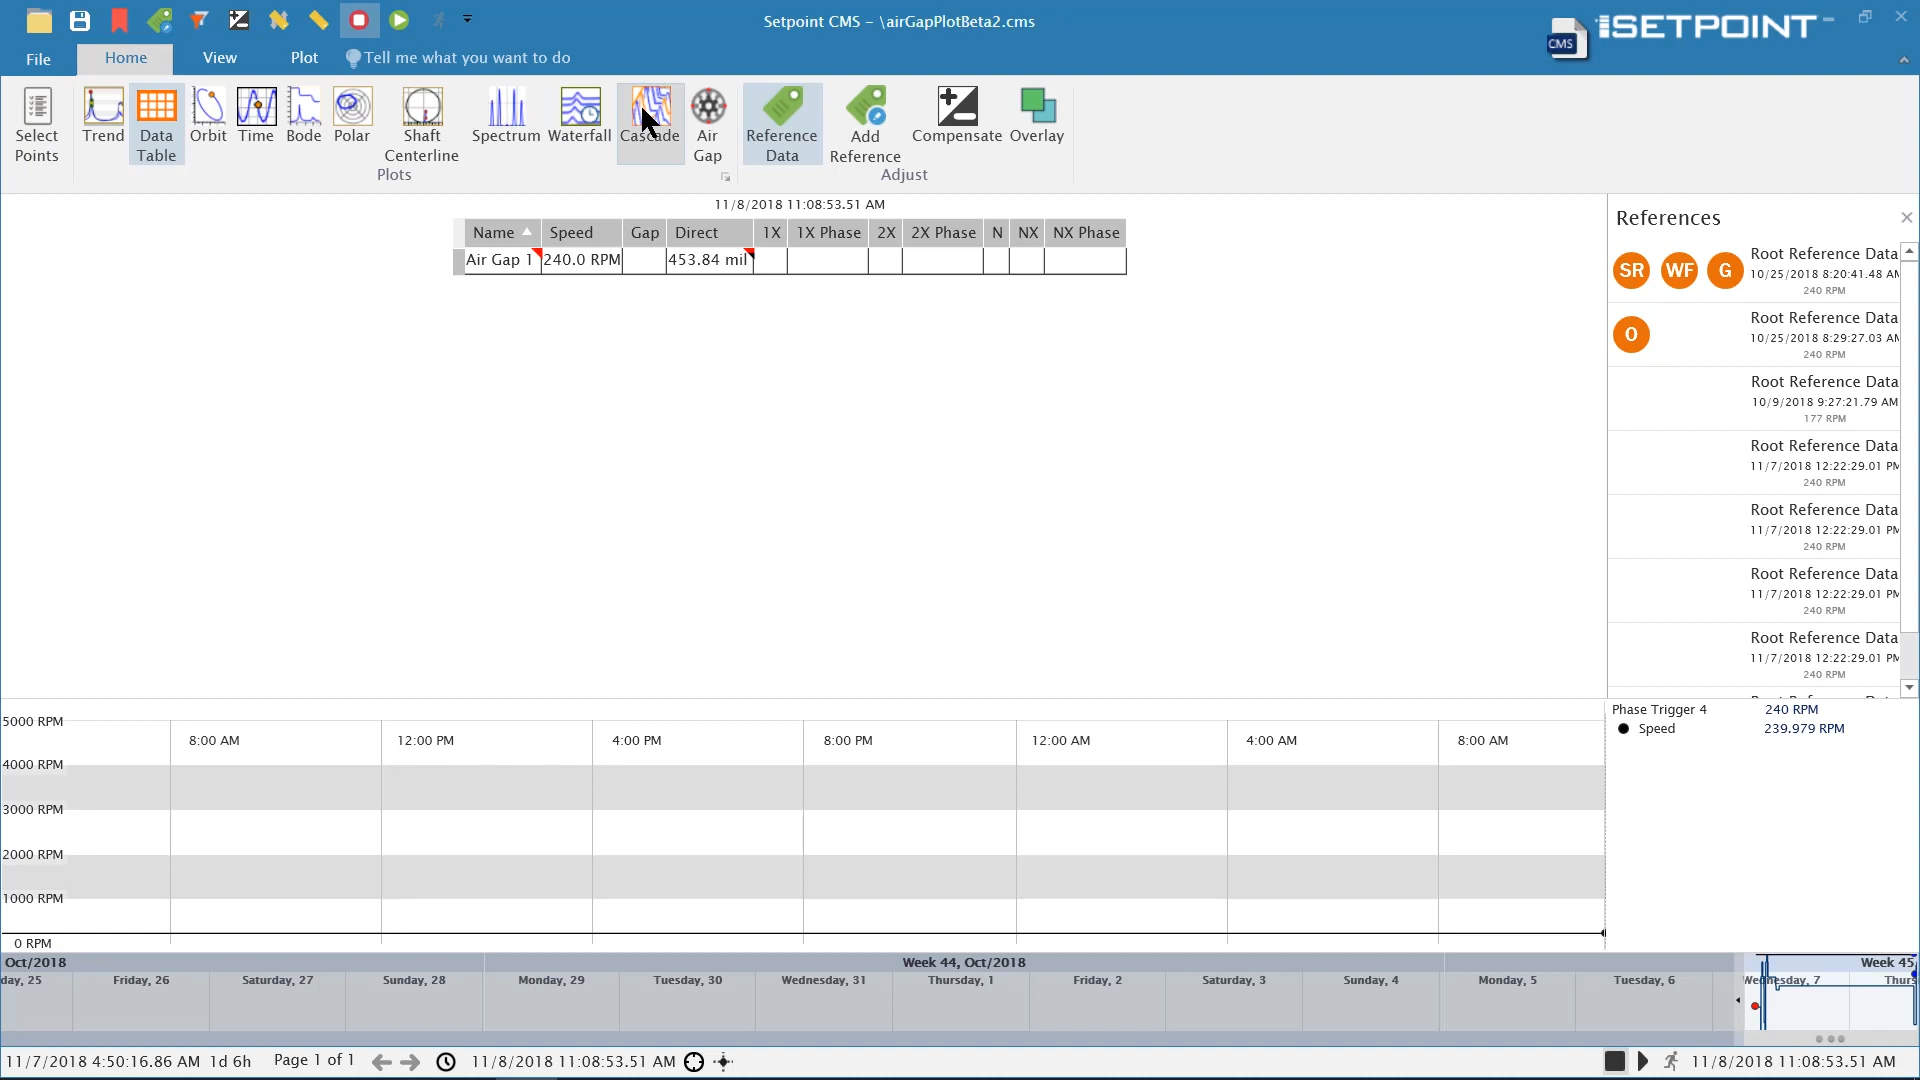 Setpoint CMS - \airGapPlotBeta2.cms
CMS
SETPOINT
File
Home
View
Plot
Tell me what you want to do
Select Points
Trend
Data Table
Orbit
Time
Bode
Polar
Shaft Centerline
Spectrum
Waterfall
Cascade
Air Gap
Plots
Reference Data
Add Reference
Compensate
Overlay
Adjust
11/8/2018 11:08:53.51 AM
Name Speed Gap Direct 1X 1X Phase 2X 2X Phase N NX NX Phase
Air Gap 1 240.0 RPM 453.84 mil
References
SR WF G
Root Reference Data
10/25/2018 8:20:41.48 AM
240 RPM
O
Root Reference Data
10/25/2018 8:29:27.03 AM
240 RPM
Root Reference Data
10/9/2018 9:27:21.79 AM
177 RPM
Root Reference Data
11/7/2018 12:22:29.01 PM
240 RPM
Root Reference Data
11/7/2018 12:22:29.01 PM
240 RPM
Root Reference Data
11/7/2018 12:22:29.01 PM
240 RPM
Root Reference Data
11/7/2018 12:22:29.01 PM
240 RPM
Phase Trigger 4 240 RPM
Speed 239.979 RPM
5000 RPM
8:00 AM 12:00 PM 4:00 PM 8:00 PM 12:00 AM 4:00 AM 8:00 AM
4000 RPM
3000 RPM
2000 RPM
1000 RPM
0 RPM
Oct/2018 Week 44, Oct/2018 Week 45,
day, 25 Friday, 26 Saturday, 27 Sunday, 28 Monday, 29 Tuesday, 30 Wednesday, 31 Thursday, 1 Friday, 2 Saturday, 3 Sunday, 4 Monday, 5 Tuesday, 6 Wednesday, 7 Thurs
11/7/2018 4:50:16.86 AM 1d 6h Page 1 of 1 11/8/2018 11:08:53.51 AM 11/8/2018 11:08:53.51 AM